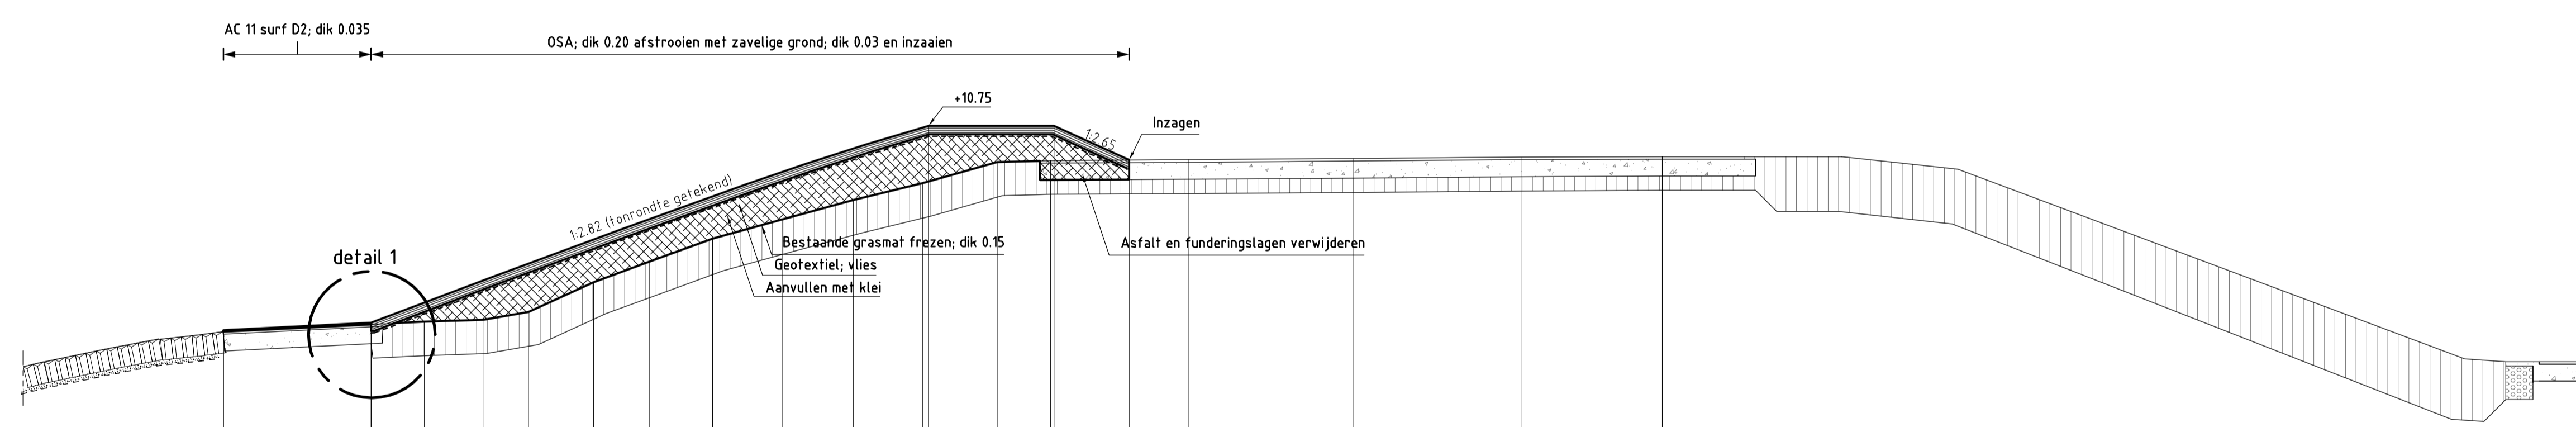 AC 11 surf D2; dik 0.035
OSA; dik 0.20 afstrooien met zavelige grond; dik 0.03 en inzaaien
+10.75
Inzagen
1:2.65
1:2.82 (tonrondte getekend)
detail 1
Bestaande grasmat frezen; dik 0.15
Asfalt en funderingslagen verwijderen
Geotextiel; vlies
Aanvullen met klei